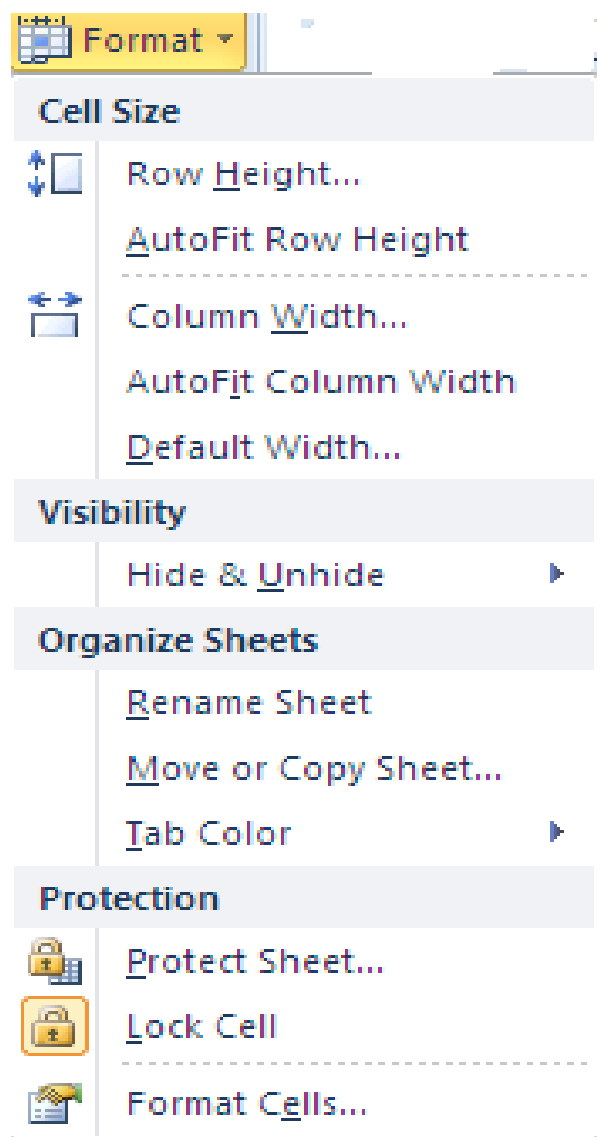 Format
Cell Size
Row Height...
AutoFit Row Height
Column Width...
AutoFit Column Width
Default Width...
Visibility
Hide & Unhide
Organize Sheets
Rename Sheet
Move or Copy Sheet...
Tab Color
Protection
Protect Sheet...
Lock Cell
Format Cells...